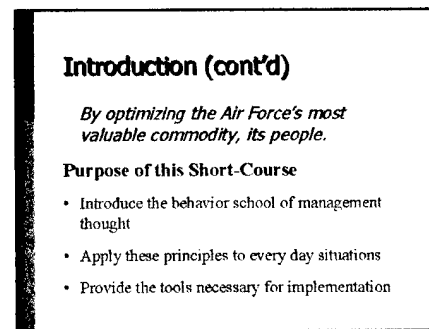 Introduction (cont'd)
By optimizing the Air Force's most
valuable commodity, its people.
Purpose of this Short-Course
• Introduce the behavior school of management
thought
• Apply these principles to every day situations
• Provide the tools necessary for implementation